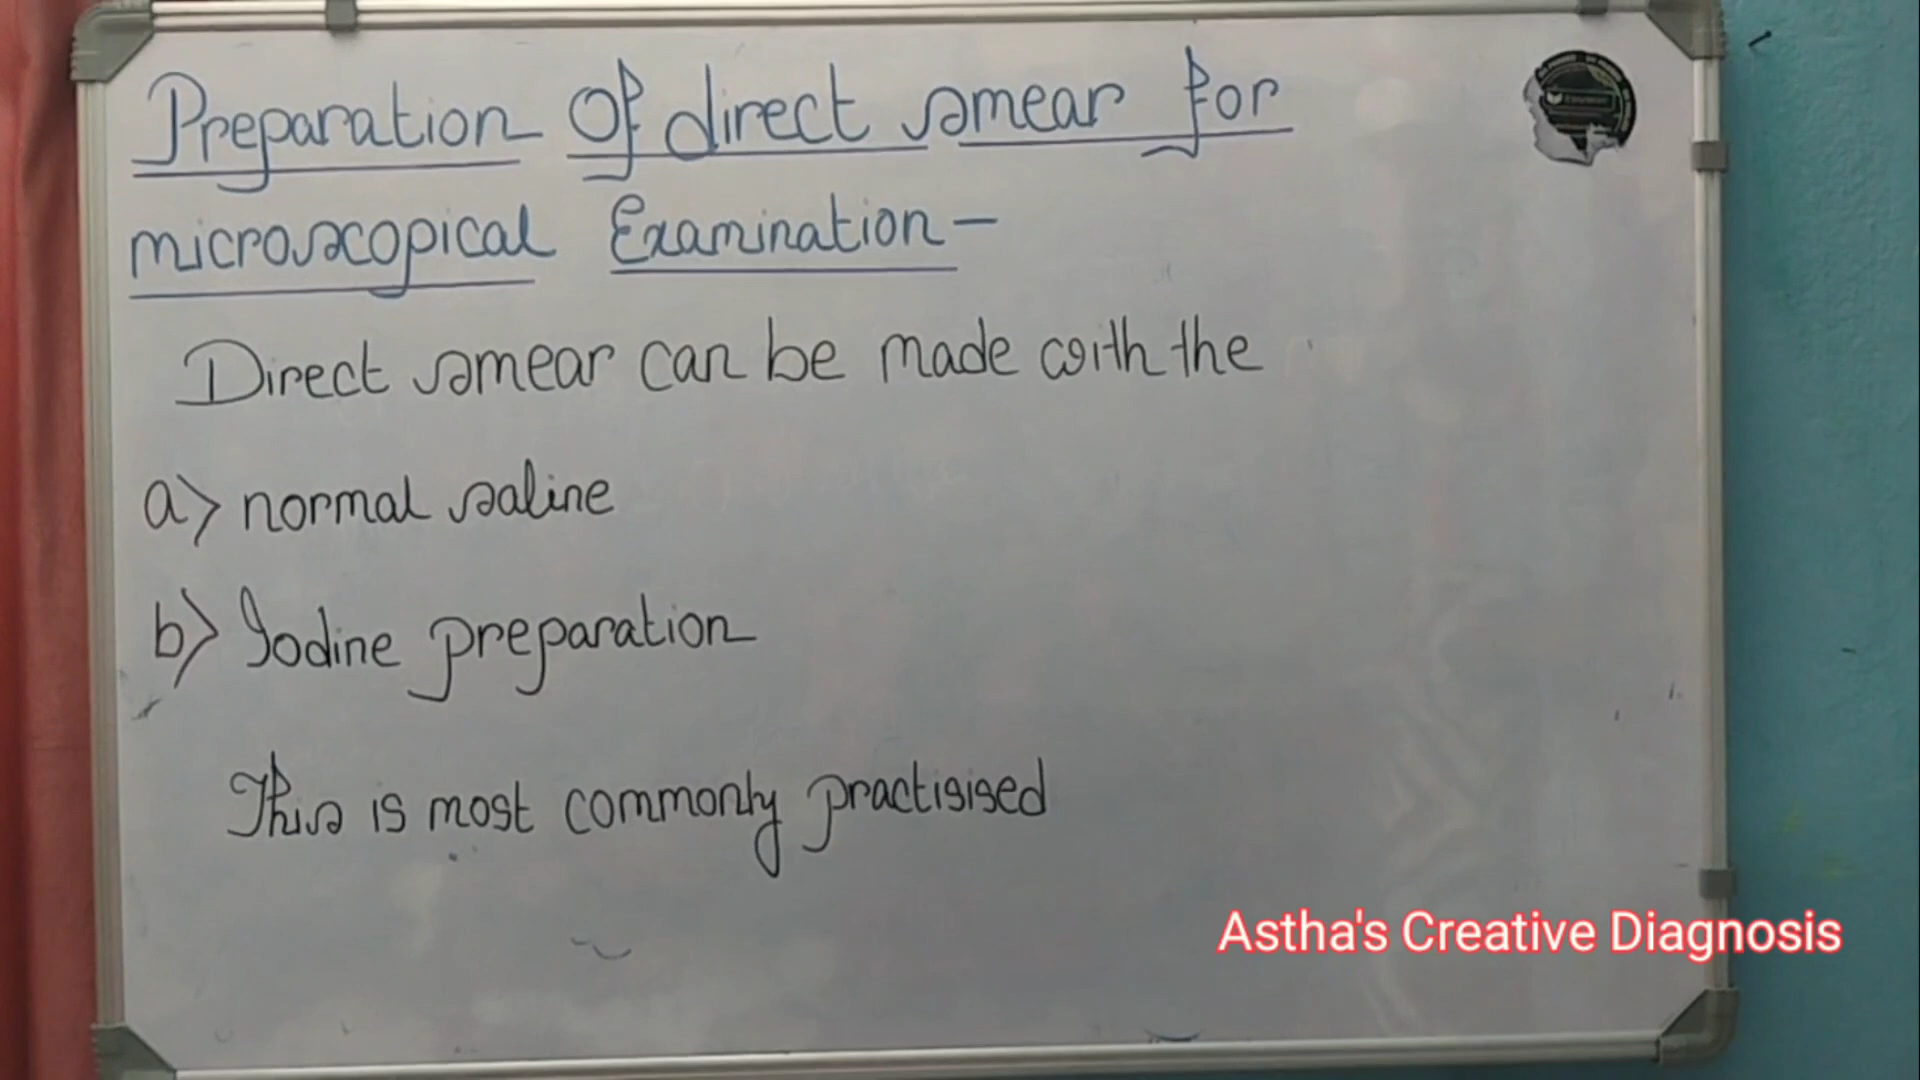 Preparation Of direct smear for
microscopical Examination-
Direct smear can be made with the
a> normal saline
b> Iodine preparation
This is most commonly practisised
Astha's Creative Diagnosis